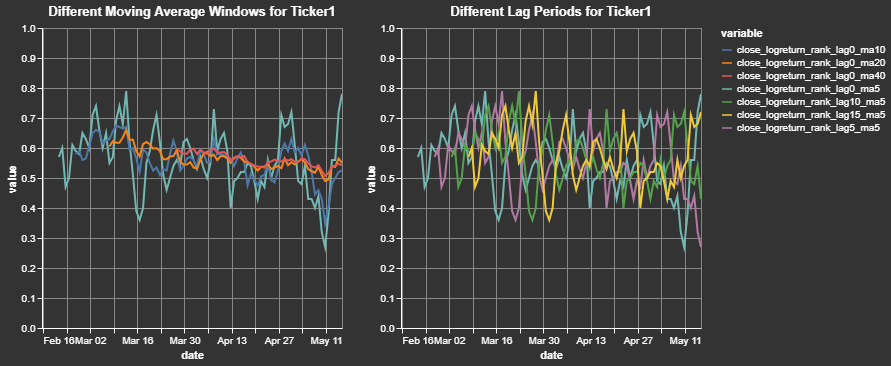 Different Moving Average Windows for Ticker1
1.0
0.9
0.8
0.7
0.6
0.5
0.4
0.3
0.2
0.1
0.0
value
Feb 16 Mar 02 Mar 16 Mar 30 Apr 13 Apr 27 May 11
date
Different Lag Periods for Ticker1
1.0
0.9
0.8
0.7
0.6
0.5
0.4
0.3
0.2
0.1
0.0
value
Feb 16 Mar 02 Mar 16 Mar 30 Apr 13 Apr 27 May 11
date
variable
close_logreturn_rank_lag0_ma10
close_logreturn_rank_lag0_ma20
close_logreturn_rank_lag0_ma40
close_logreturn_rank_lag0_ma5
close_logreturn_rank_lag10_ma5
close_logreturn_rank_lag15_ma5
close_logreturn_rank_lag5_ma5